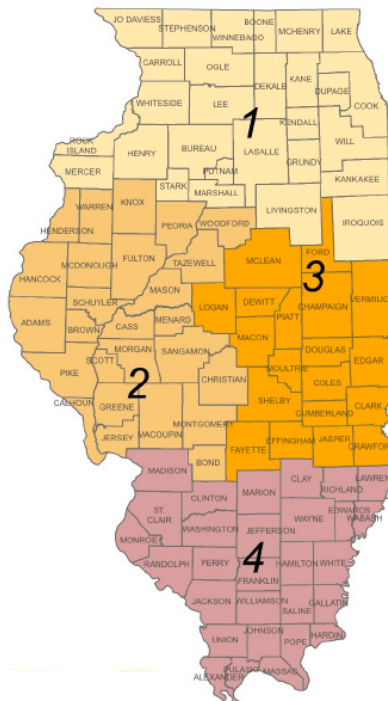 JO DAVIESS
STEPHENSON
WINNEBAGO
BOONE
MCHENRY
LAKE
CARROLL
OGLE
DEKALB
KANE
COOK
DUPAGE
WHITESIDE
LEE
1
KENDALL
WILL
ROCK
ISLAND
HENRY
BUREAU
LASALLE
GRUNDY
MERCER
PUTNAM
KANKAKEE
STARK
MARSHALL
LIVINGSTON
IROQUOIS
WARREN
KNOX
PEORIA
WOODFORD
HENDERSON
FULTON
TAZEWELL
MCLEAN
FORD
3
HANCOCK
MCDONOUGH
MASON
LOGAN
DEWITT
CHAMPAIGN
VERMILIO
SCHUYLER
ADAMS
BROWN
CASS
MENARD
PIATT
MACON
MORGAN
SANGAMON
DOUGLAS
EDGAR
SCOTT
PIKE
2
CHRISTIAN
MOULTRIE
COLES
CALHOUN
GREENE
SHELBY
CUMBERLAND
CLARK
JERSEY
MACOUPIN
MONTGOMERY
EFFINGHAM
JASPER
CRAWFOR
FAYETTE
BOND
MADISON
CLINTON
MARION
CLAY
RICHLAND
LAWREN
ST.
CLAIR
WASHINGTON
JEFFERSON
WAYNE
EDWARDS
WABASH
MONROE
4
RANDOLPH
PERRY
HAMILTON
WHITE
FRANKLIN
JACKSON
WILLIAMSON
SALINE
GALLATIN
UNION
JOHNSON
POPE
HARDIN
ALEXANDER
PULASKI
MASSAC